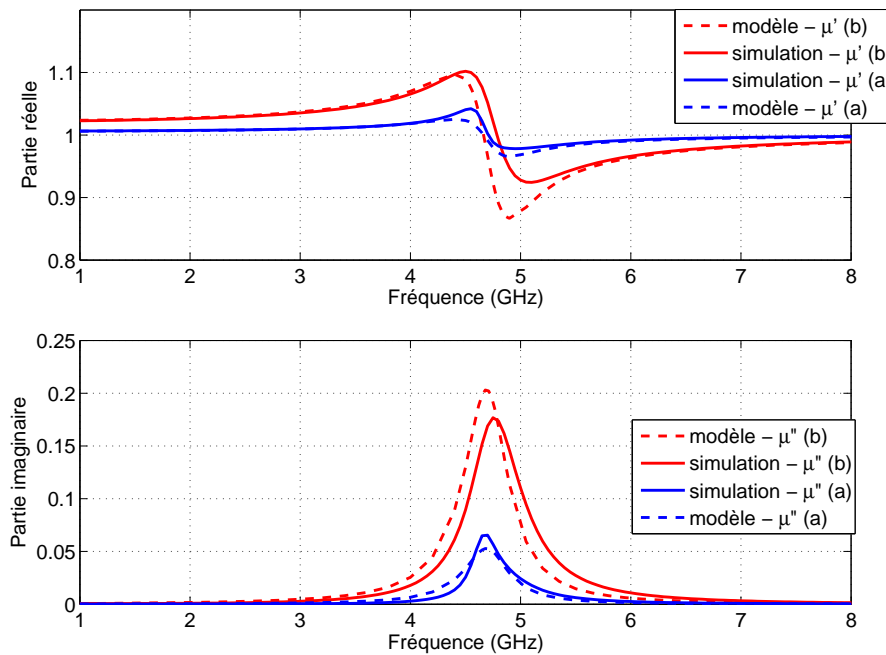 1.1
1
0.9
0.8
1 2 3 4 5 6 7 8
Fréquence (GHz)
Partie réelle
modèle − μ' (b)
simulation − μ' (b
simulation − μ' (a
modèle − μ' (a)
0.25
0.2
0.15
0.1
0.05
0
1 2 3 4 5 6 7 8
Fréquence (GHz)
Partie imaginaire
modèle − μ" (b)
simulation − μ" (b)
simulation − μ" (a)
modèle − μ" (a)